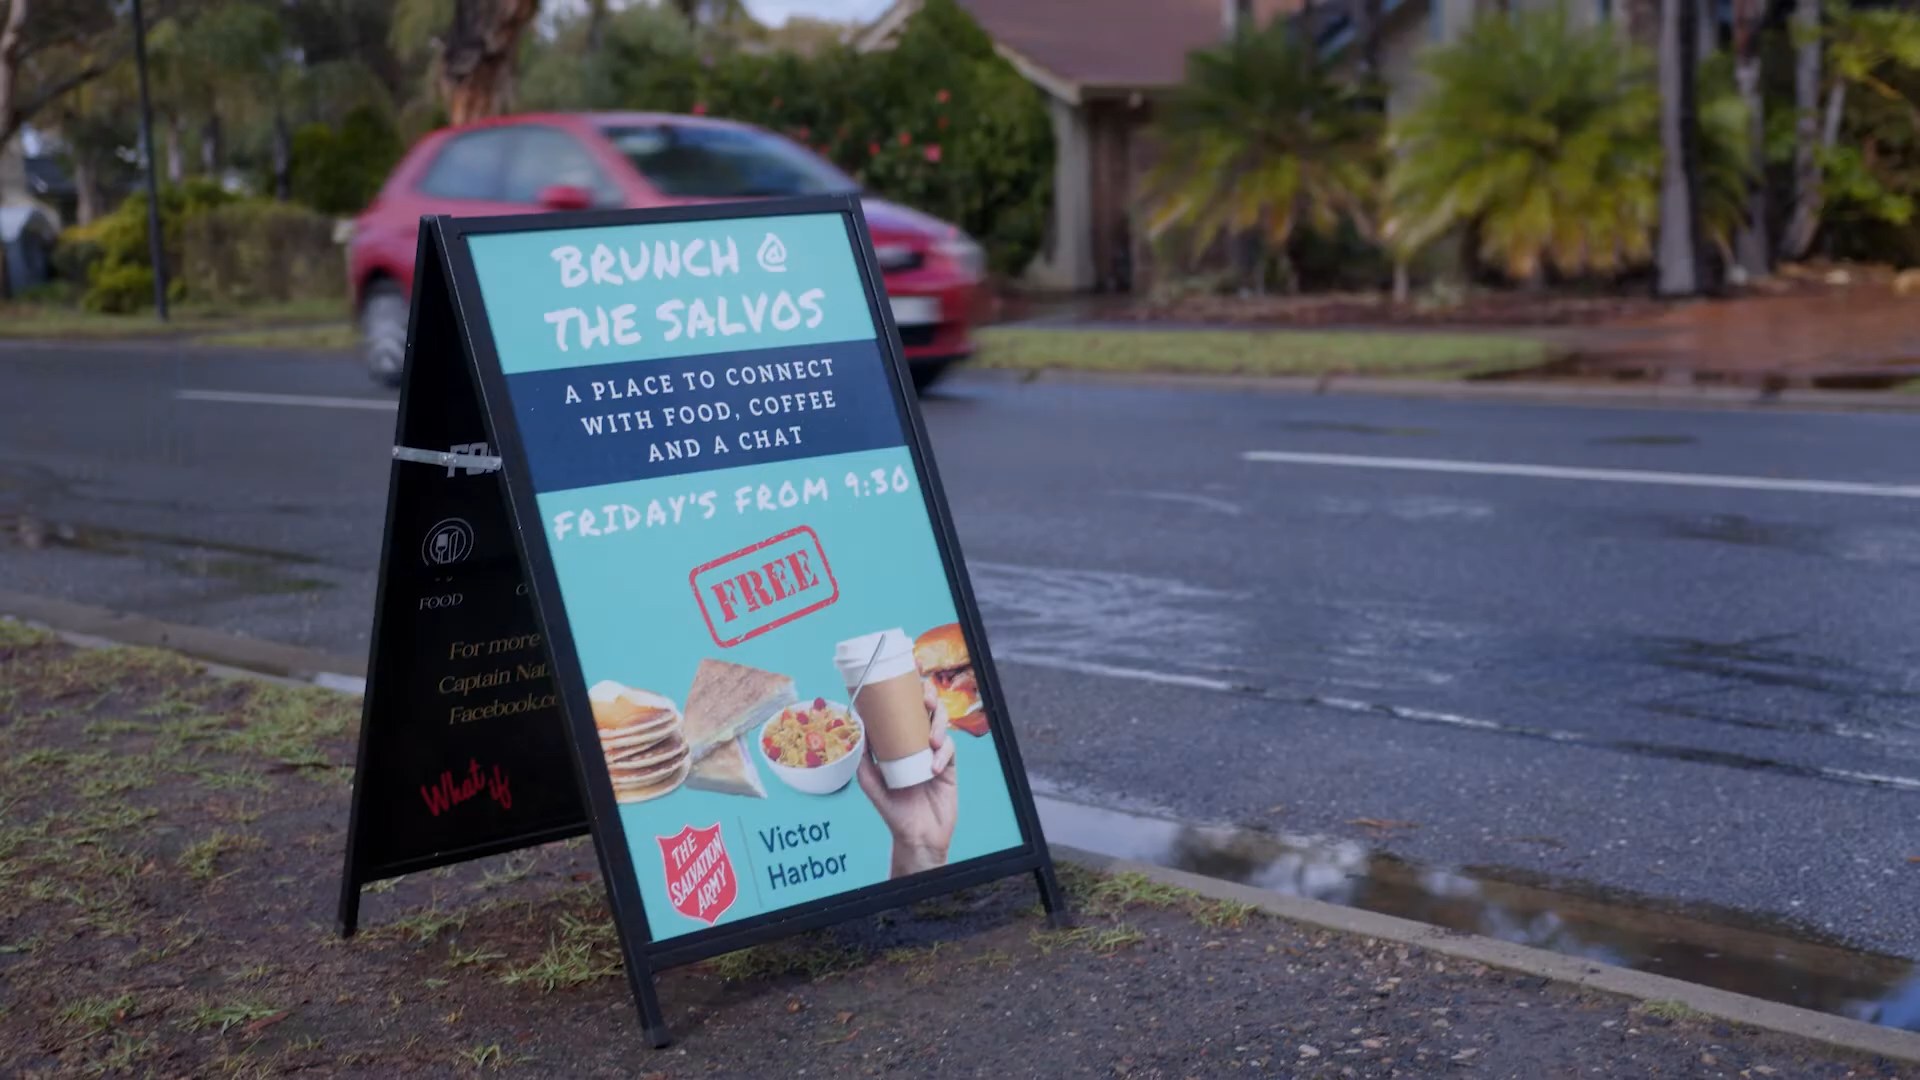 BRUNCH @
THE SALVOS
A PLACE TO CONNECT
WITH FOOD, COFFEE
AND A CHAT
FRIDAY'S FROM 9:30
FREE
THE
SALVATION
ARMY
Victor
Harbor
FOOD
For more
Captain
What if